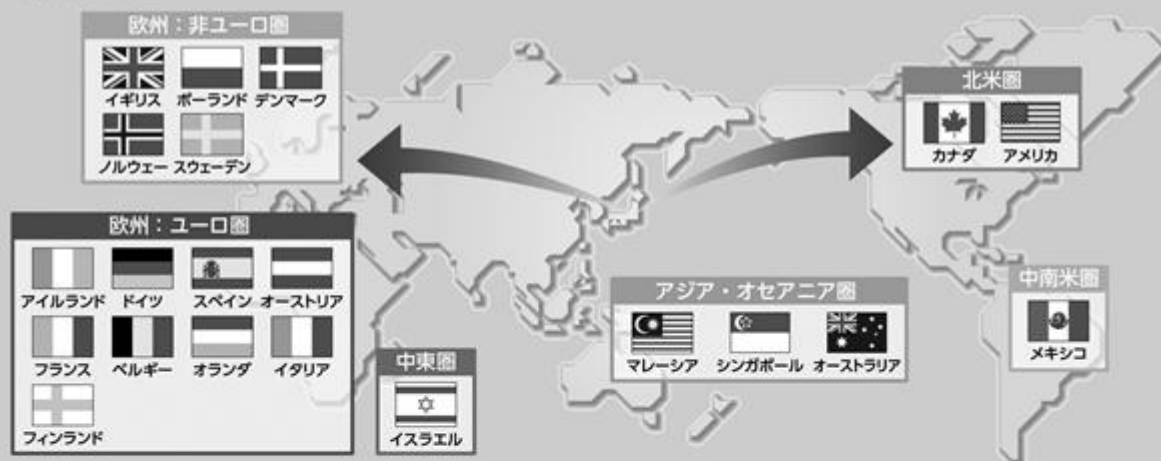 欧州：非ユーロ圏
イギリス ポーランド デンマーク
ノルウェー スウェーデン
北米圏
カナダ アメリカ
欧州：ユーロ圏
アイルランド ドイツ スペイン オーストリア
フランス ベルギー オランダ イタリア
フィンランド
中東圏
イスラエル
アジア・オセアニア圏
マレーシア シンガポール オーストラリア
中南米圏
メキシコ